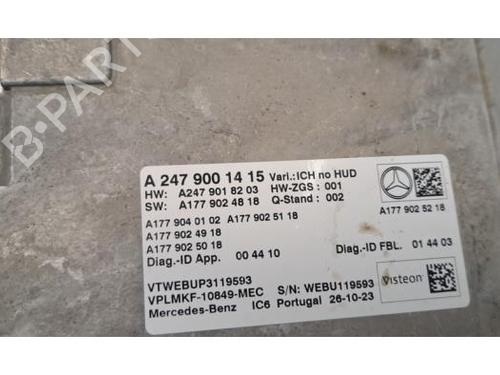 A 247 900 14 15 Vari.:ICH no HUD
HW: A247 901 82 03 HW-ZGS : 001
SW: A177 902 48 18 Q-Stand : 002
A177 904 01 02 A177 902 51 18
A177 902 49 18
A177 902 50 18
A177 902 52 18
Diag.-ID App. 00 44 10 Diag.-ID FBL. 01 44 03
VTWEBUP3119593
VPLMKF-10849-MEC S/N: WEBU119593
Mercedes-Benz IC6 Portugal 26-10-23
Visteon
B-PARTS